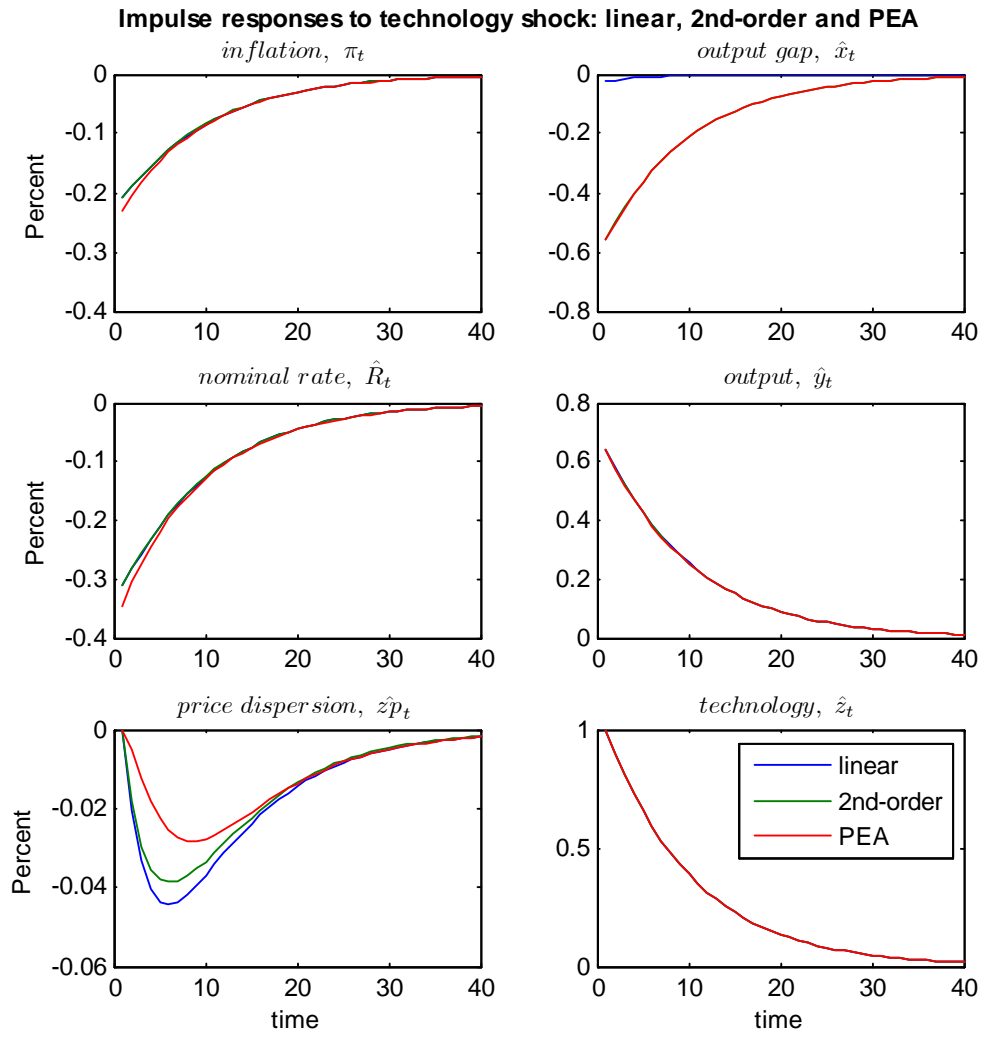 Impulse responses to technology shock: linear, 2nd-order and PEA
inflation, π_t
output gap, x̂_t
0
-0.1
-0.2
-0.3
-0.4
Percent
0 10 20 30 40
0
-0.2
-0.4
-0.6
-0.8
0 10 20 30 40
nominal rate, R̂_t
output, ŷ_t
0
-0.1
-0.2
-0.3
-0.4
Percent
0 10 20 30 40
0.8
0.6
0.4
0.2
0
0 10 20 30 40
price dispersion, zp̂_t
technology, ẑ_t
0
-0.02
-0.04
-0.06
Percent
0 10 20 30 40
time
1
0.5
0
linear
2nd-order
PEA
0 10 20 30 40
time